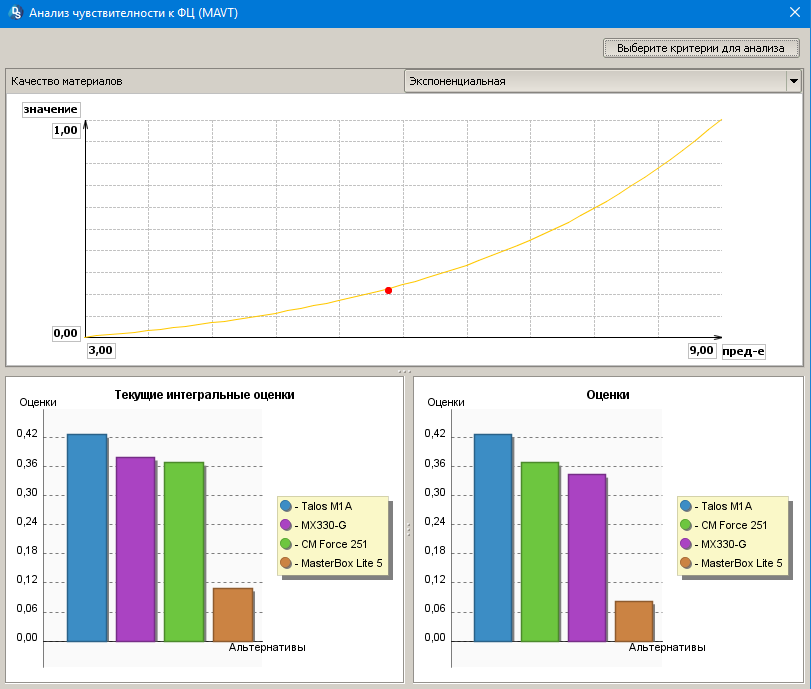 Анализ чувствителности к ФЦ (MAVT)
Выберите критерии для анализа
Качество материалов
Экспоненциальная
значение
1,00
0,00
3,00
9,00
пред-е
Текущие интегральные оценки
Оценки
0,42
0,36
0,30
0,24
0,18
0,12
0,06
0,00
Альтернативы
- Talos M1A
- MX330-G
- CM Force 251
- MasterBox Lite 5
Оценки
Оценки
0,42
0,36
0,30
0,24
0,18
0,12
0,06
0,00
Альтернативы
- Talos M1A
- CM Force 251
- MX330-G
- MasterBox Lite 5